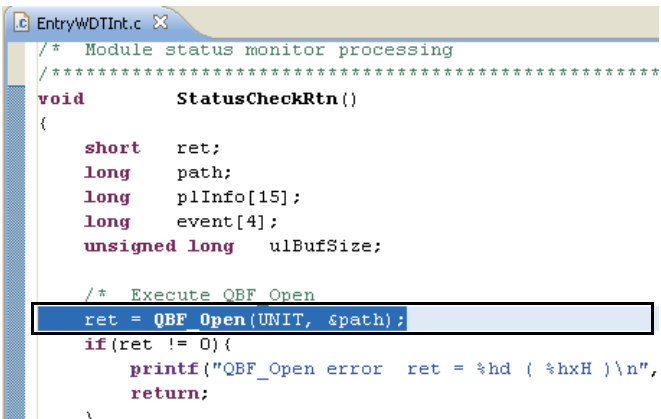 .c EntryWDTInt.c
/*  Module status monitor processing
/*****************************************************
void        StatusCheckRtn()
{
    short   ret;
    long    path;
    long    plInfo[15];
    long    event[4];
    unsigned long   ulBufSize;
    /*  Execute QBF_Open
    ret = QBF_Open(UNIT, &path);
    if(ret != 0){
        printf("QBF_Open error  ret = %hd ( %hxH )\n",
        return;
    }